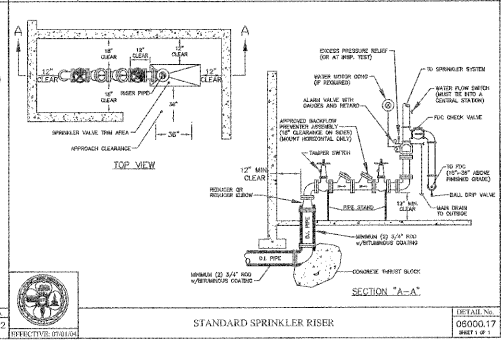 A
A
18"
CLEAR
12"
CLEAR
12"
CLEAR
12"
CLEAR
12"
CLEAR
18"
CLEAR
RISER PIPE
36"
SPRINKLER VALVE TRIM AREA
APPROACH CLEARANCE
36"
TOP VIEW
EXCESS PRESSURE RELIEF
(OR AT INSP. TEST)
WATER MOTOR GONG
(IF REQUIRED)
ALARM VALVE WITH
GAUGES AND RETARD
APPROVED BACKFLOW
PREVENTER ASSEMBLY
(18" CLEARANCE ON SIDES)
(MOUNT HORIZONTAL ONLY)
TAMPER SWITCH
TO SPRINKLER SYSTEM
WATER FLOW SWITCH
(MUST TIE INTO A
CENTRAL STATION)
FDC CHECK VALVE
TO FDC
(18"-36" ABOVE
FINISHED GRADE)
BALL DRIP VALVE
MAIN DRAIN
TO OUTSIDE
12" MIN
CLEAR
12" MIN
CLEAR
REDUCER OR
REDUCER ELBOW
PIPE STAND
D.I. PIPE
D.I. PIPE
MINIMUM (2) 3/4" ROD
w/BITUMINOUS COATING
MINIMUM (2) 3/4" ROD
w/BITUMINOUS COATING
CONCRETE THRUST BLOCK
SECTION "A-A"
EFFECTIVE: 07/01/04
STANDARD SPRINKLER RISER
DETAIL No.
06000.17
SHEET 1 OF 1
2